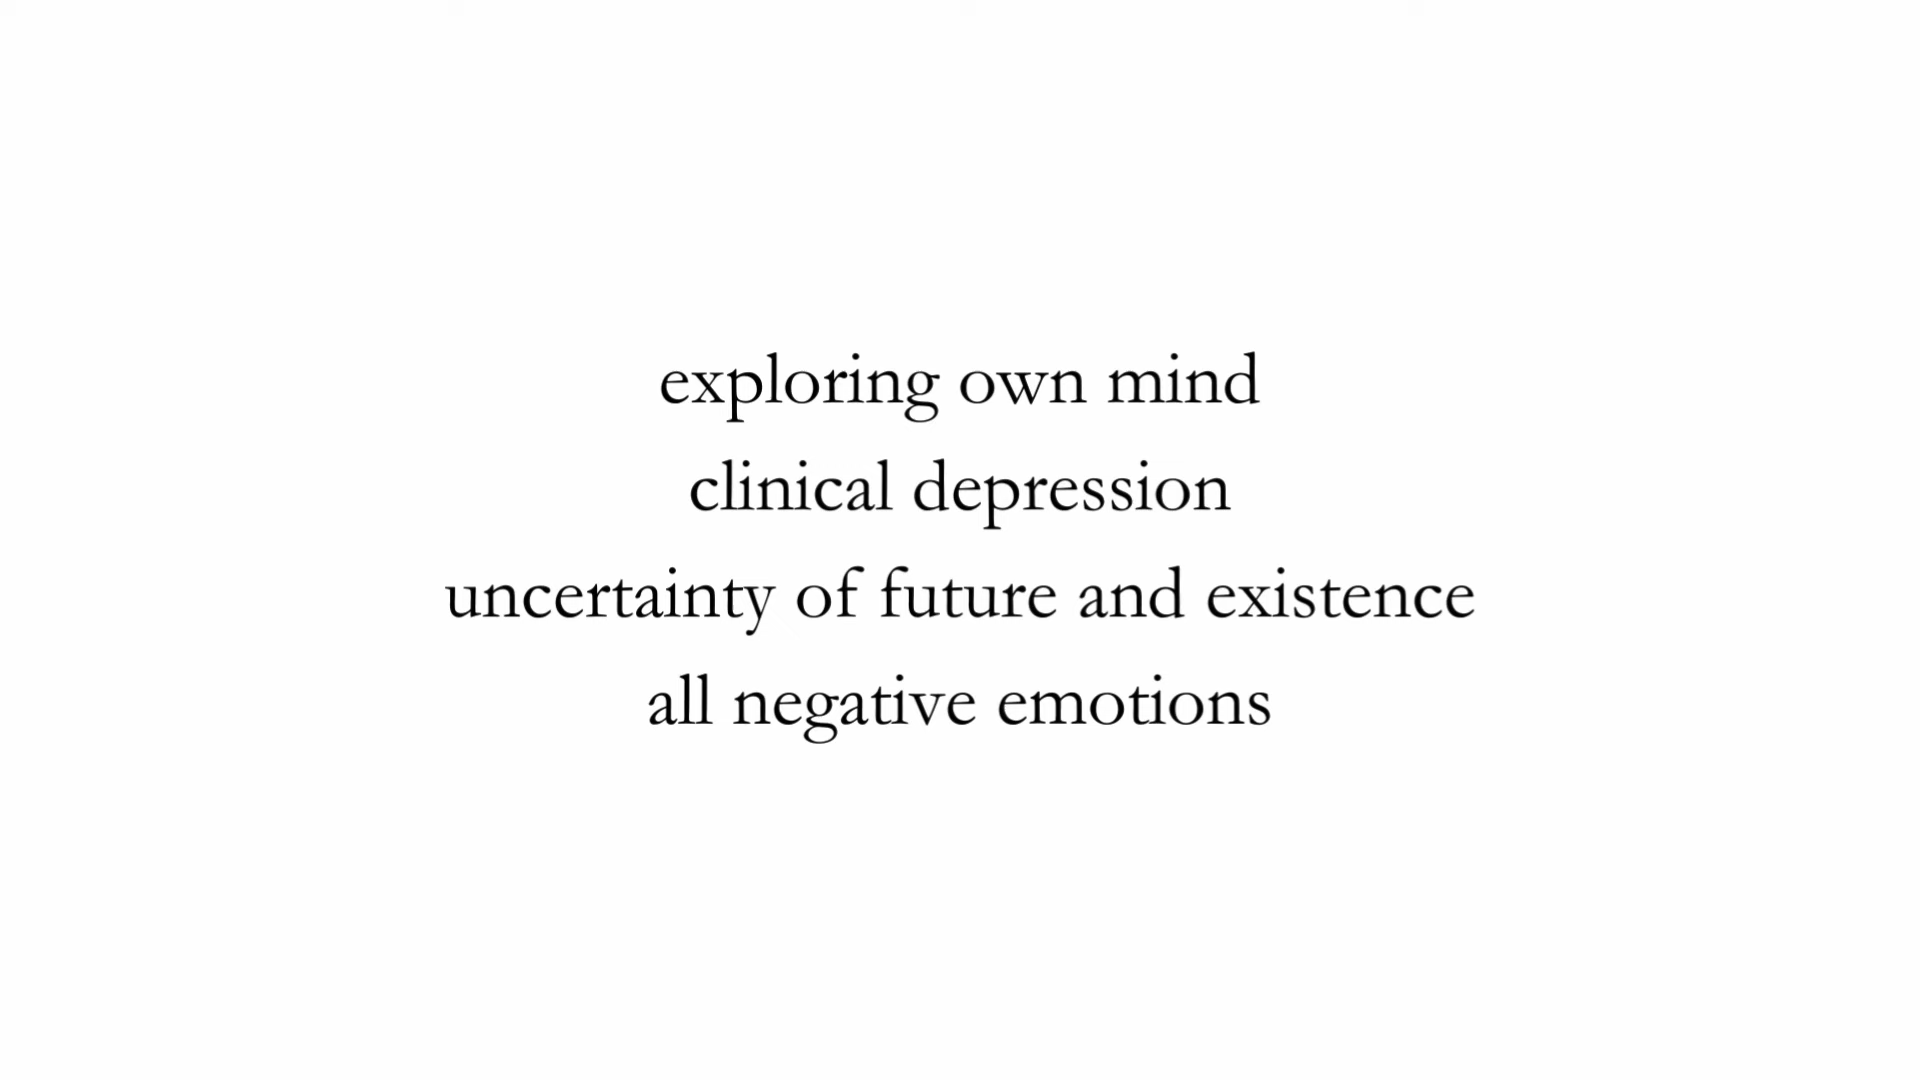 exploring own mind
clinical depression
uncertainty of future and existence
all negative emotions